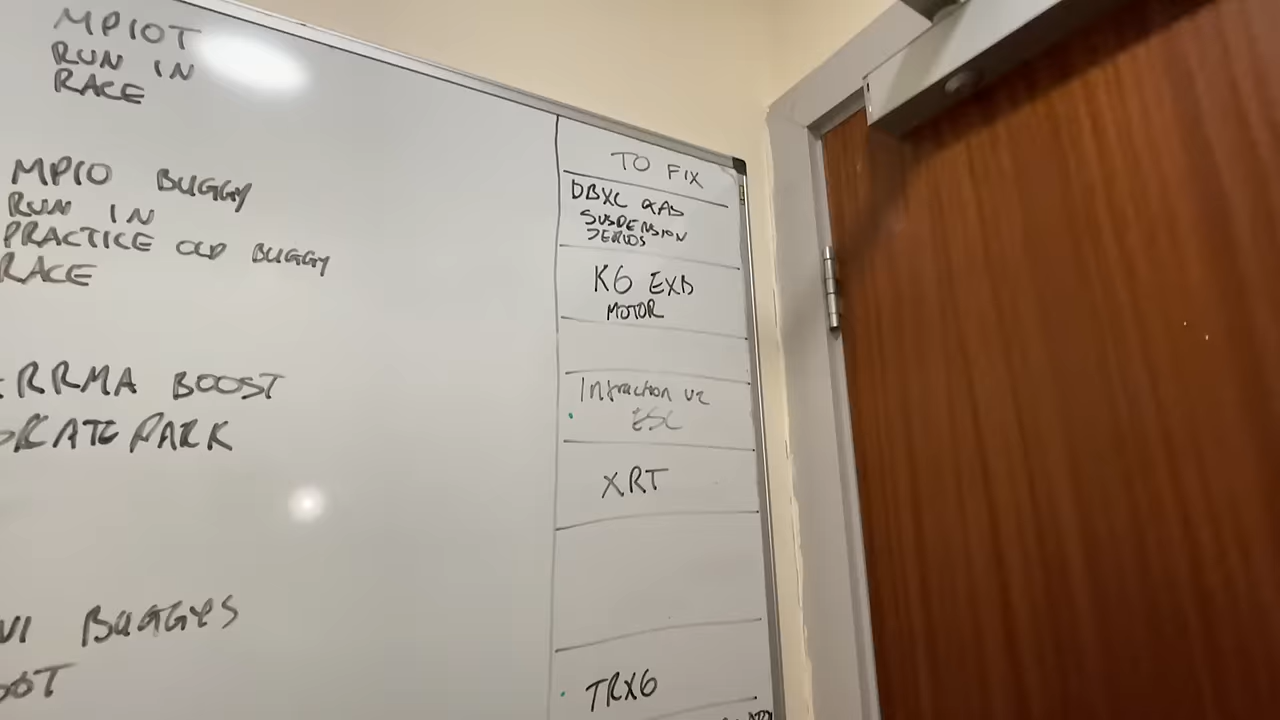 MP10T
RUN IN
RACE
MP10 BUGGY
RUN IN
PRACTICE OLD BUGGY
RACE
RRMA BOOST
SKATE PARK
BUGGYS
TO FIX
DBXL GAS
SUSPENSION
SERVOS
K6 EXB
MOTOR
Infraction V2
ESC
XRT
TRX6